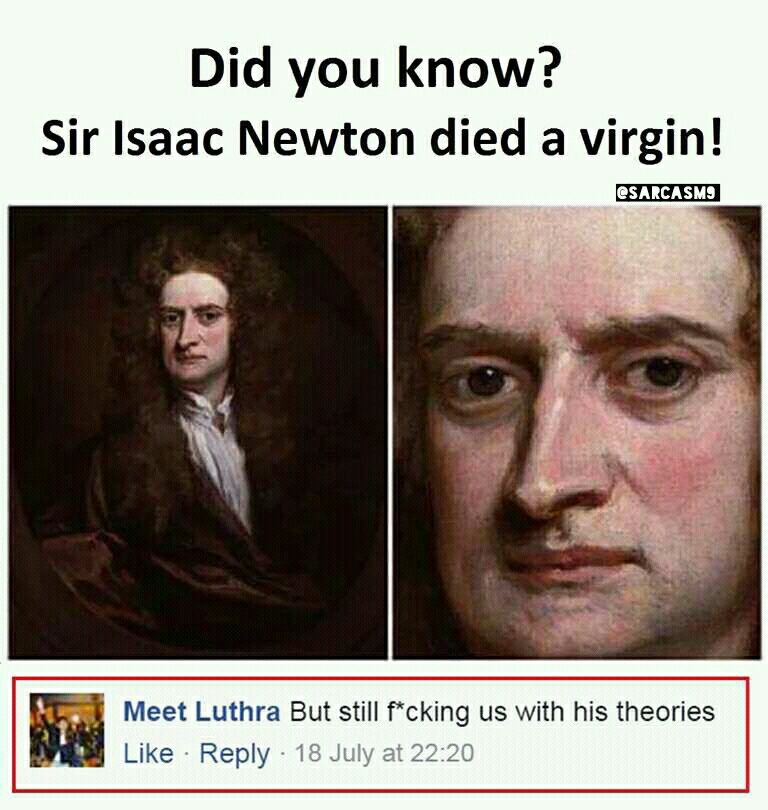 Did you know?
Sir Isaac Newton died a virgin!
@SARCASM9
Meet Luthra But still f*cking us with his theories
Like · Reply · 18 July at 22:20